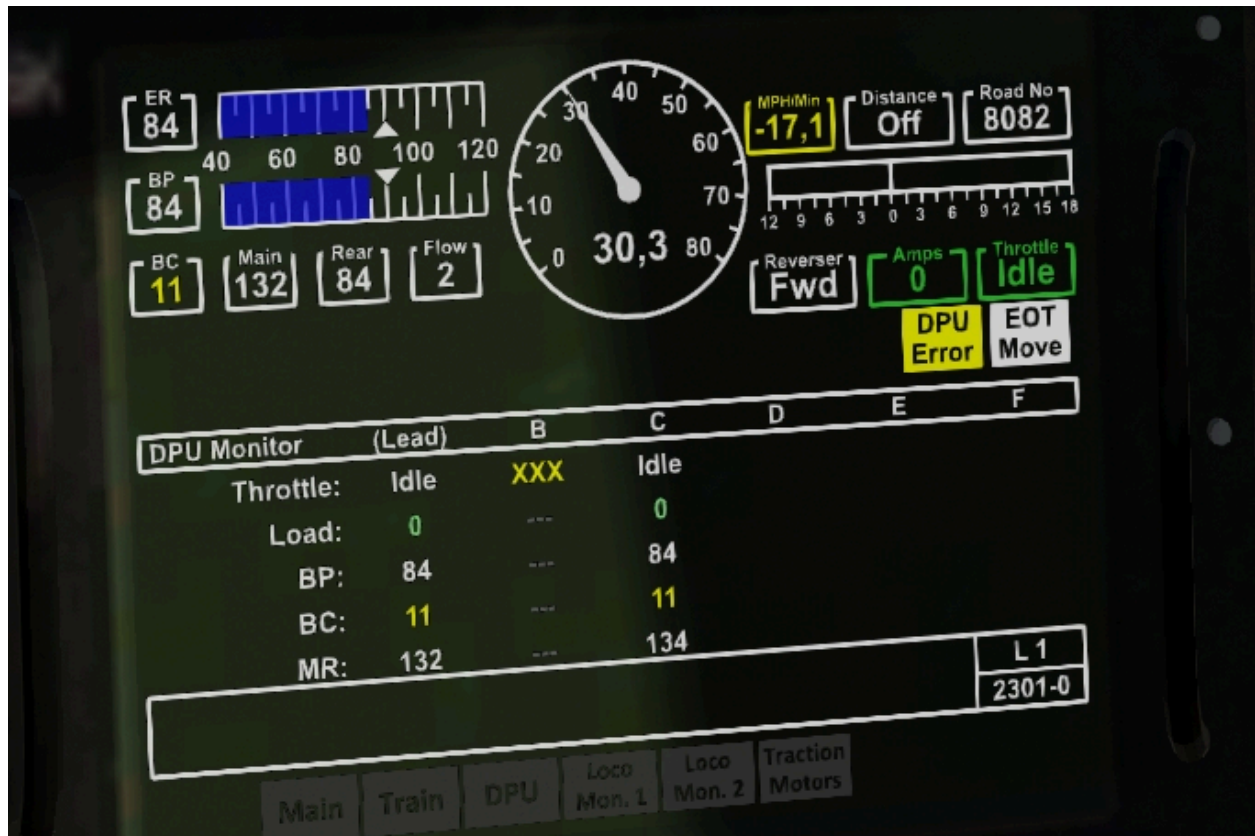 ER
84
40 60 80 100 120
BP
84
BC
11
Main
132
Rear
84
Flow
2
0 10 20 30 40 50 60 70 80
30,3
MPH/Min
-17,1
Distance
Off
Road No
8082
12 9 6 3 0 3 6 9 12 15 18
Reverser
Fwd
Amps
0
Throttle
Idle
DPU
Error
EOT
Move
DPU Monitor (Lead) B C D E F
Throttle: Idle XXX Idle
Load: 0 --- 0
BP: 84 --- 84
BC: 11 --- 11
MR: 132 --- 134
L 1
2301-0
Main
Train
DPU
Loco
Mon. 1
Loco
Mon. 2
Traction
Motors